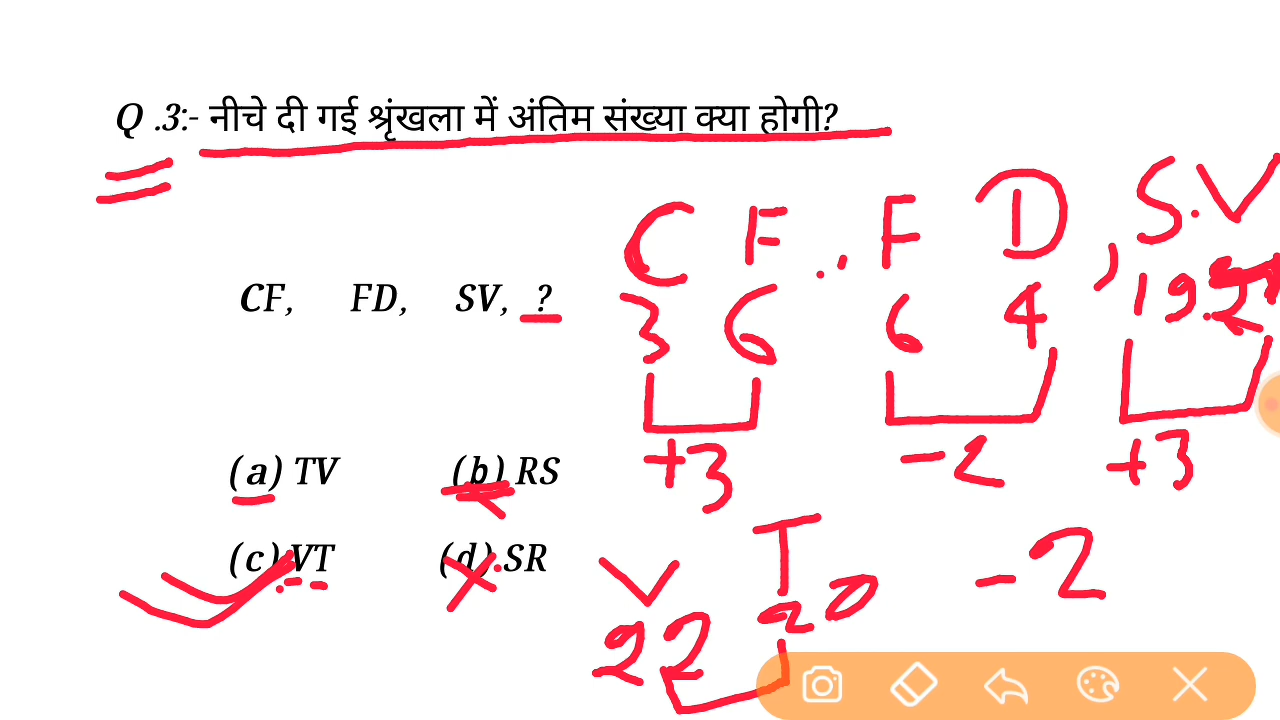 Q .3:- नीचे दी गई श्रृंखला में अंतिम संख्या क्या होगी?
C F , , F D , S. V
CF, FD, SV, ?
3 6 6 4 19.
+3 -2 +3
(a) TV (b) RS
(c) VT (d) SR
V T -2
22 20